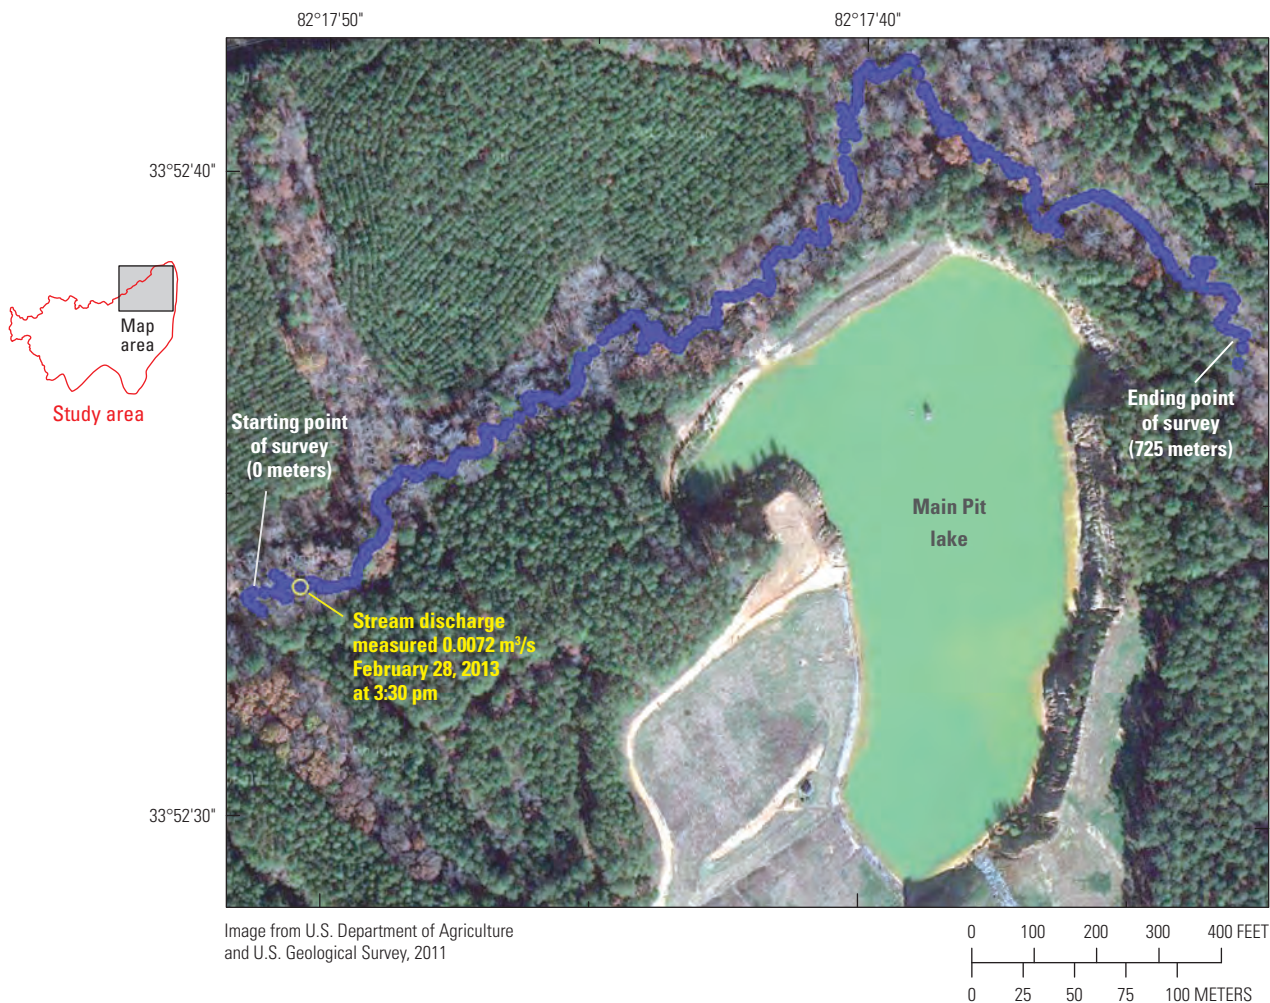 82°17'50"
82°17'40"
33°52'40"
Map
area
Study area
Starting point
of survey
(0 meters)
Ending point
of survey
(725 meters)
Main Pit
lake
Stream discharge
measured 0.0072 m³/s
February 28, 2013
at 3:30 pm
33°52'30"
Image from U.S. Department of Agriculture
and U.S. Geological Survey, 2011
0 100 200 300 400 FEET
0 25 50 75 100 METERS